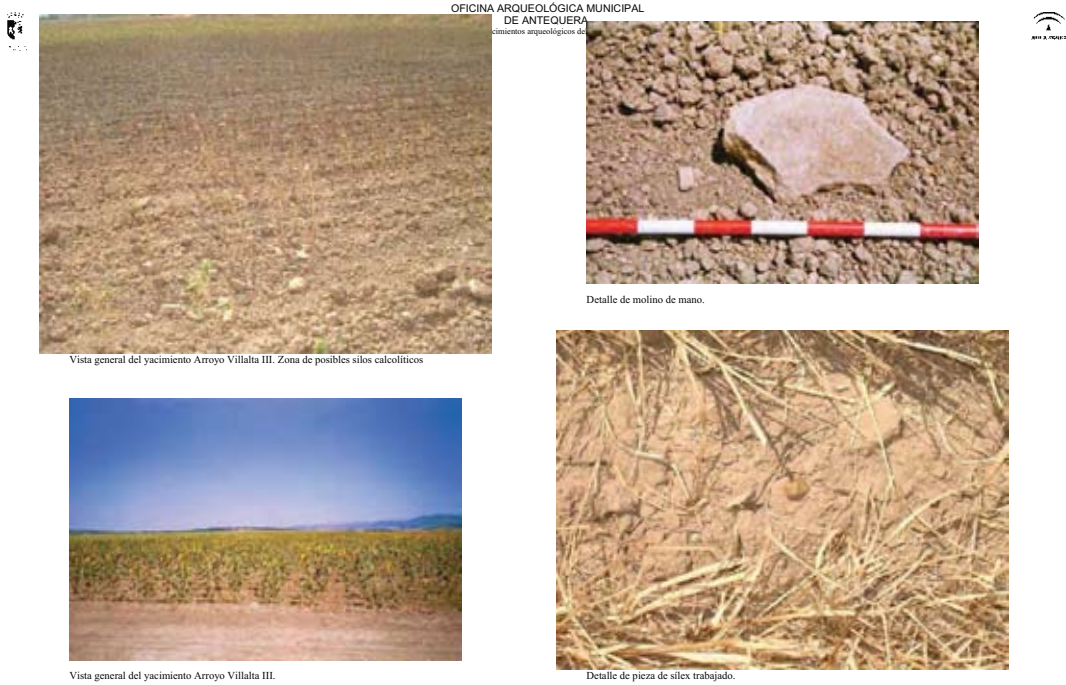 OFICINA ARQUEOLÓGICA MUNICIPAL
DE ANTEQUERA
arqueológicos
Detalle de molino de mano.
Vista general del yacimiento Arroyo Villalta III. Zona de posibles silos calcolíticos
Vista general del yacimiento Arroyo Villalta III.
Detalle de pieza de sílex trabajado.